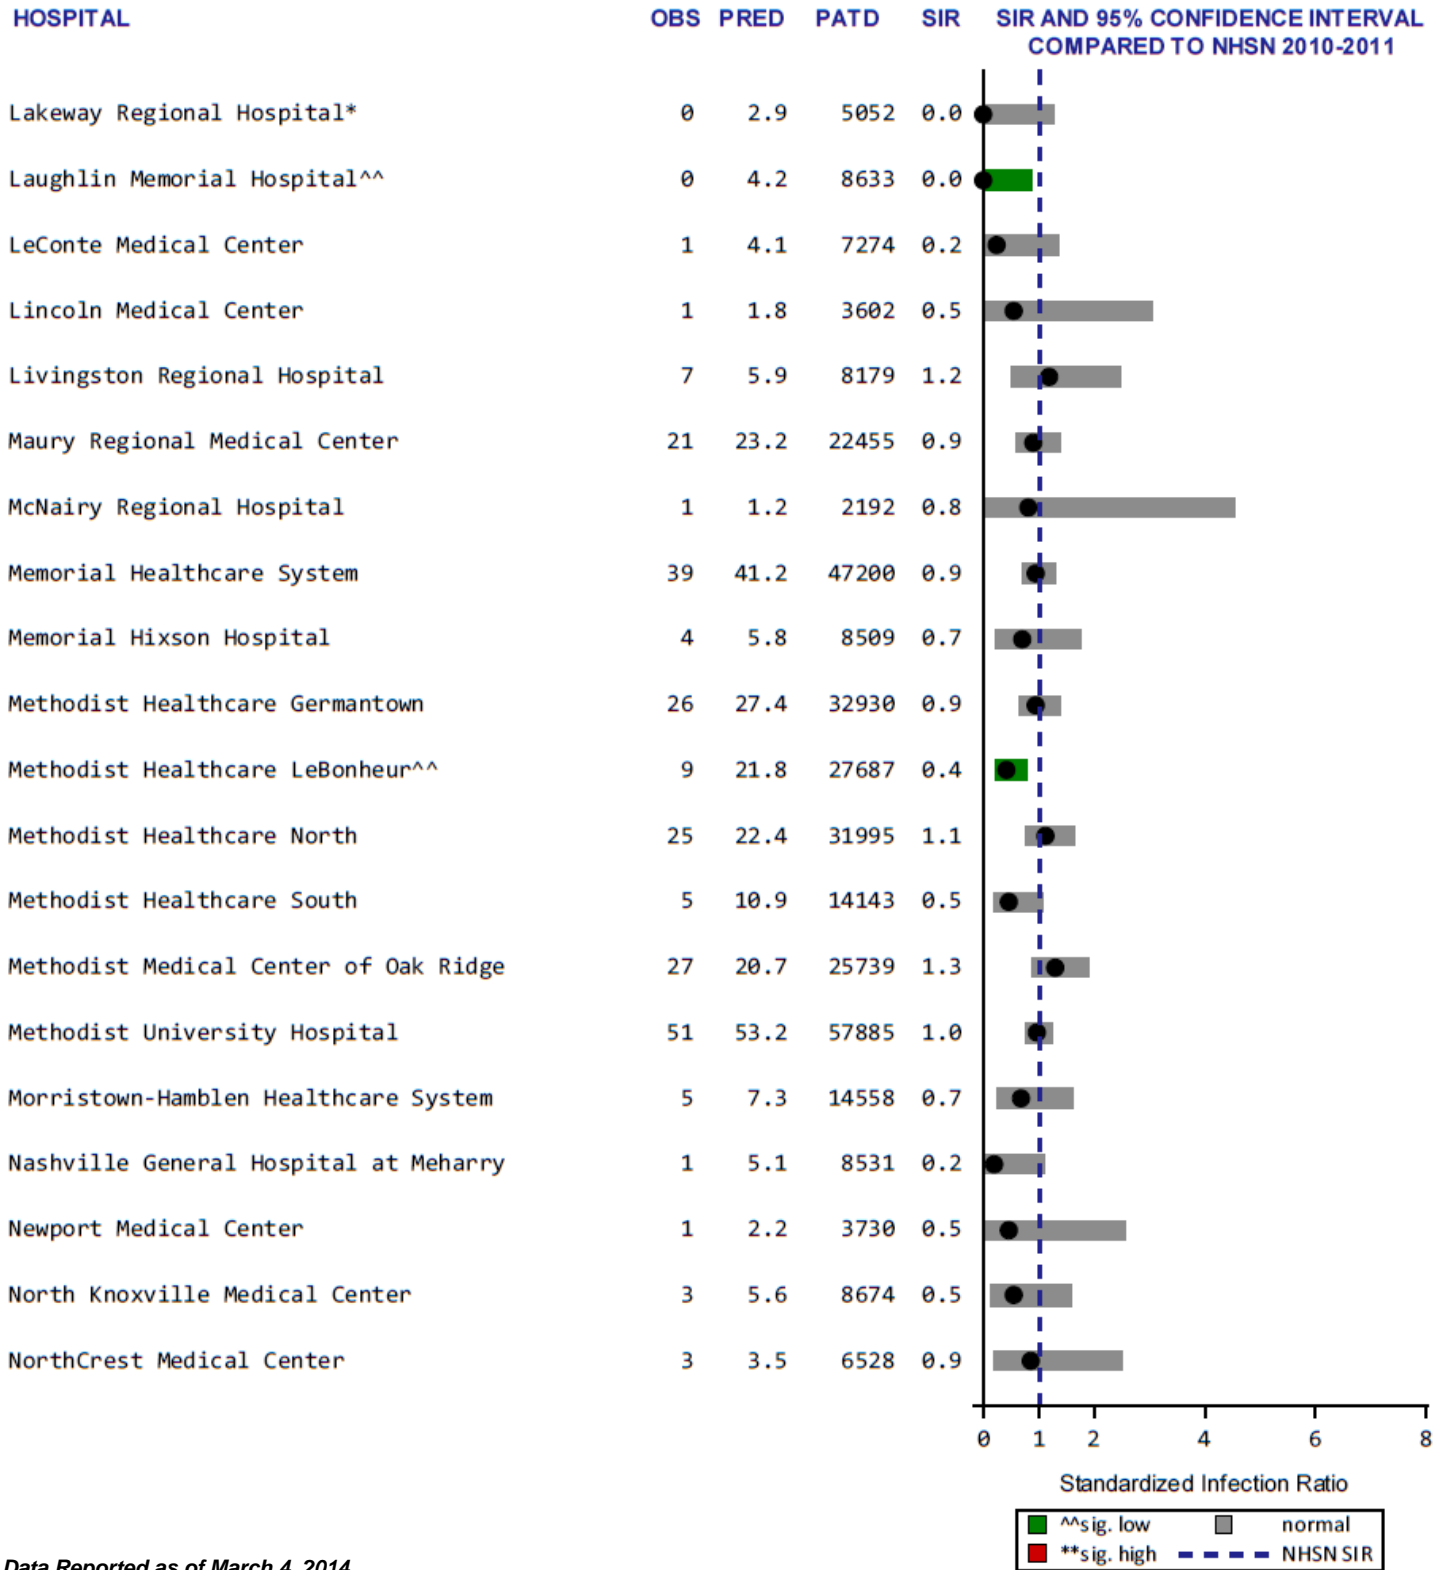 HOSPITAL OBS PRED PATD SIR SIR AND 95% CONFIDENCE INTERVAL
COMPARED TO NHSN 2010-2011
Lakeway Regional Hospital* 0 2.9 5052 0.0
Laughlin Memorial Hospital^^ 0 4.2 8633 0.0
LeConte Medical Center 1 4.1 7274 0.2
Lincoln Medical Center 1 1.8 3602 0.5
Livingston Regional Hospital 7 5.9 8179 1.2
Maury Regional Medical Center 21 23.2 22455 0.9
McNairy Regional Hospital 1 1.2 2192 0.8
Memorial Healthcare System 39 41.2 47200 0.9
Memorial Hixson Hospital 4 5.8 8509 0.7
Methodist Healthcare Germantown 26 27.4 32930 0.9
Methodist Healthcare LeBonheur^^ 9 21.8 27687 0.4
Methodist Healthcare North 25 22.4 31995 1.1
Methodist Healthcare South 5 10.9 14143 0.5
Methodist Medical Center of Oak Ridge 27 20.7 25739 1.3
Methodist University Hospital 51 53.2 57885 1.0
Morristown-Hamblen Healthcare System 5 7.3 14558 0.7
Nashville General Hospital at Meharry 1 5.1 8531 0.2
Newport Medical Center 1 2.2 3730 0.5
North Knoxville Medical Center 3 5.6 8674 0.5
NorthCrest Medical Center 3 3.5 6528 0.9
0 1 2 4 6 8
Standardized Infection Ratio
^^sig. low normal
**sig. high NHSN SIR
Data Reported as of March 4, 2014